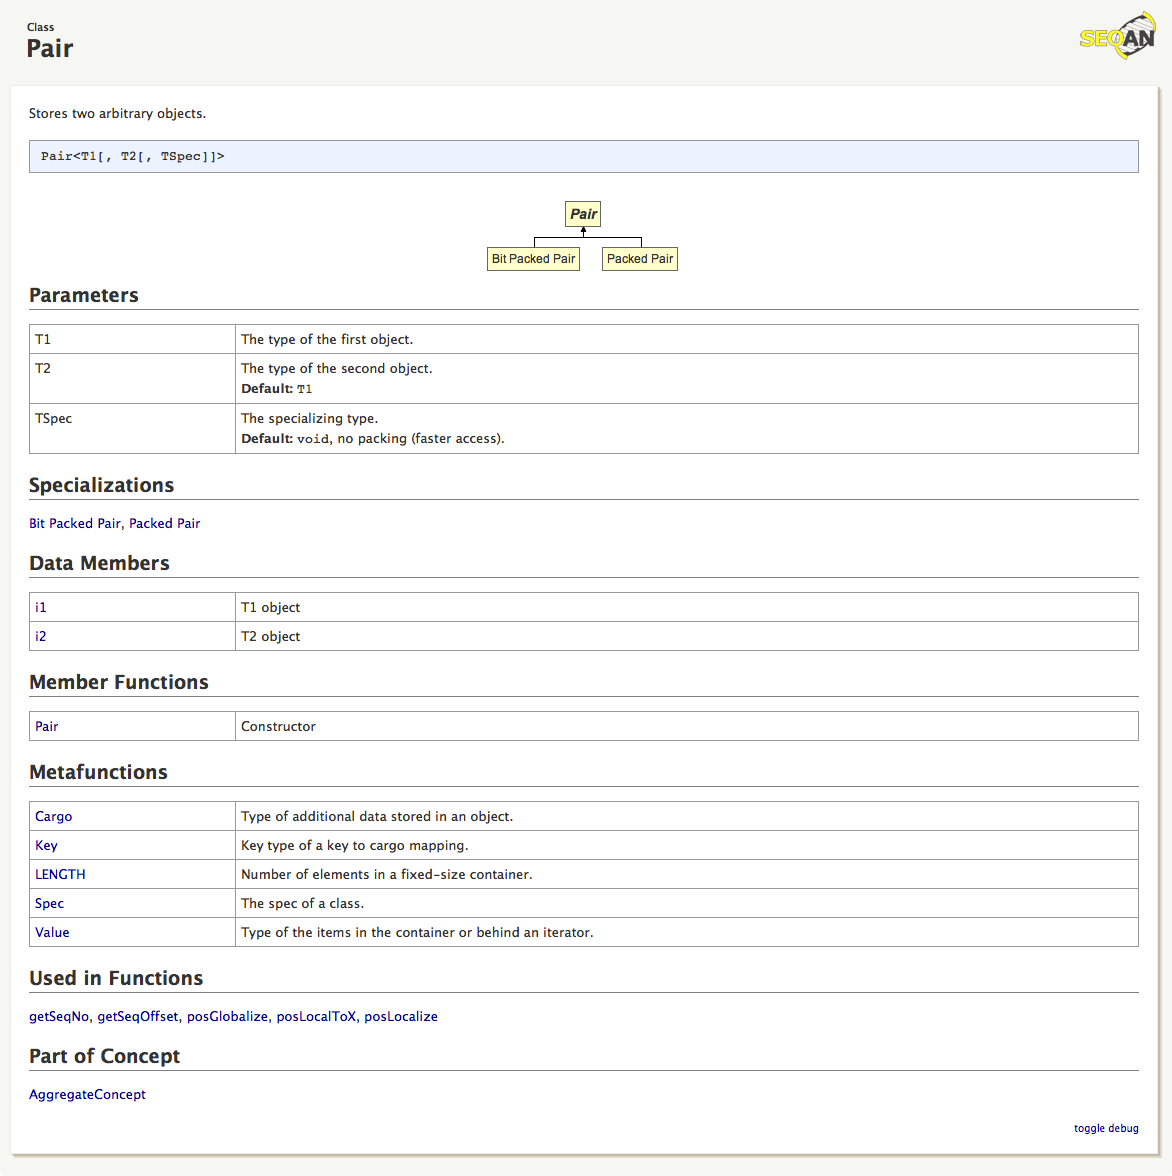 Class
Pair
SEQAN
Stores two arbitrary objects.
Pair<T1[, T2[, TSpec]]>
Pair
Bit Packed Pair
Packed Pair
Parameters
T1 The type of the first object.
T2 The type of the second object.
Default: T1
TSpec The specializing type.
Default: void, no packing (faster access).
Specializations
Bit Packed Pair, Packed Pair
Data Members
i1 T1 object
i2 T2 object
Member Functions
Pair Constructor
Metafunctions
Cargo Type of additional data stored in an object.
Key Key type of a key to cargo mapping.
LENGTH Number of elements in a fixed-size container.
Spec The spec of a class.
Value Type of the items in the container or behind an iterator.
Used in Functions
getSeqNo, getSeqOffset, posGlobalize, posLocalToX, posLocalize
Part of Concept
AggregateConcept
toggle debug